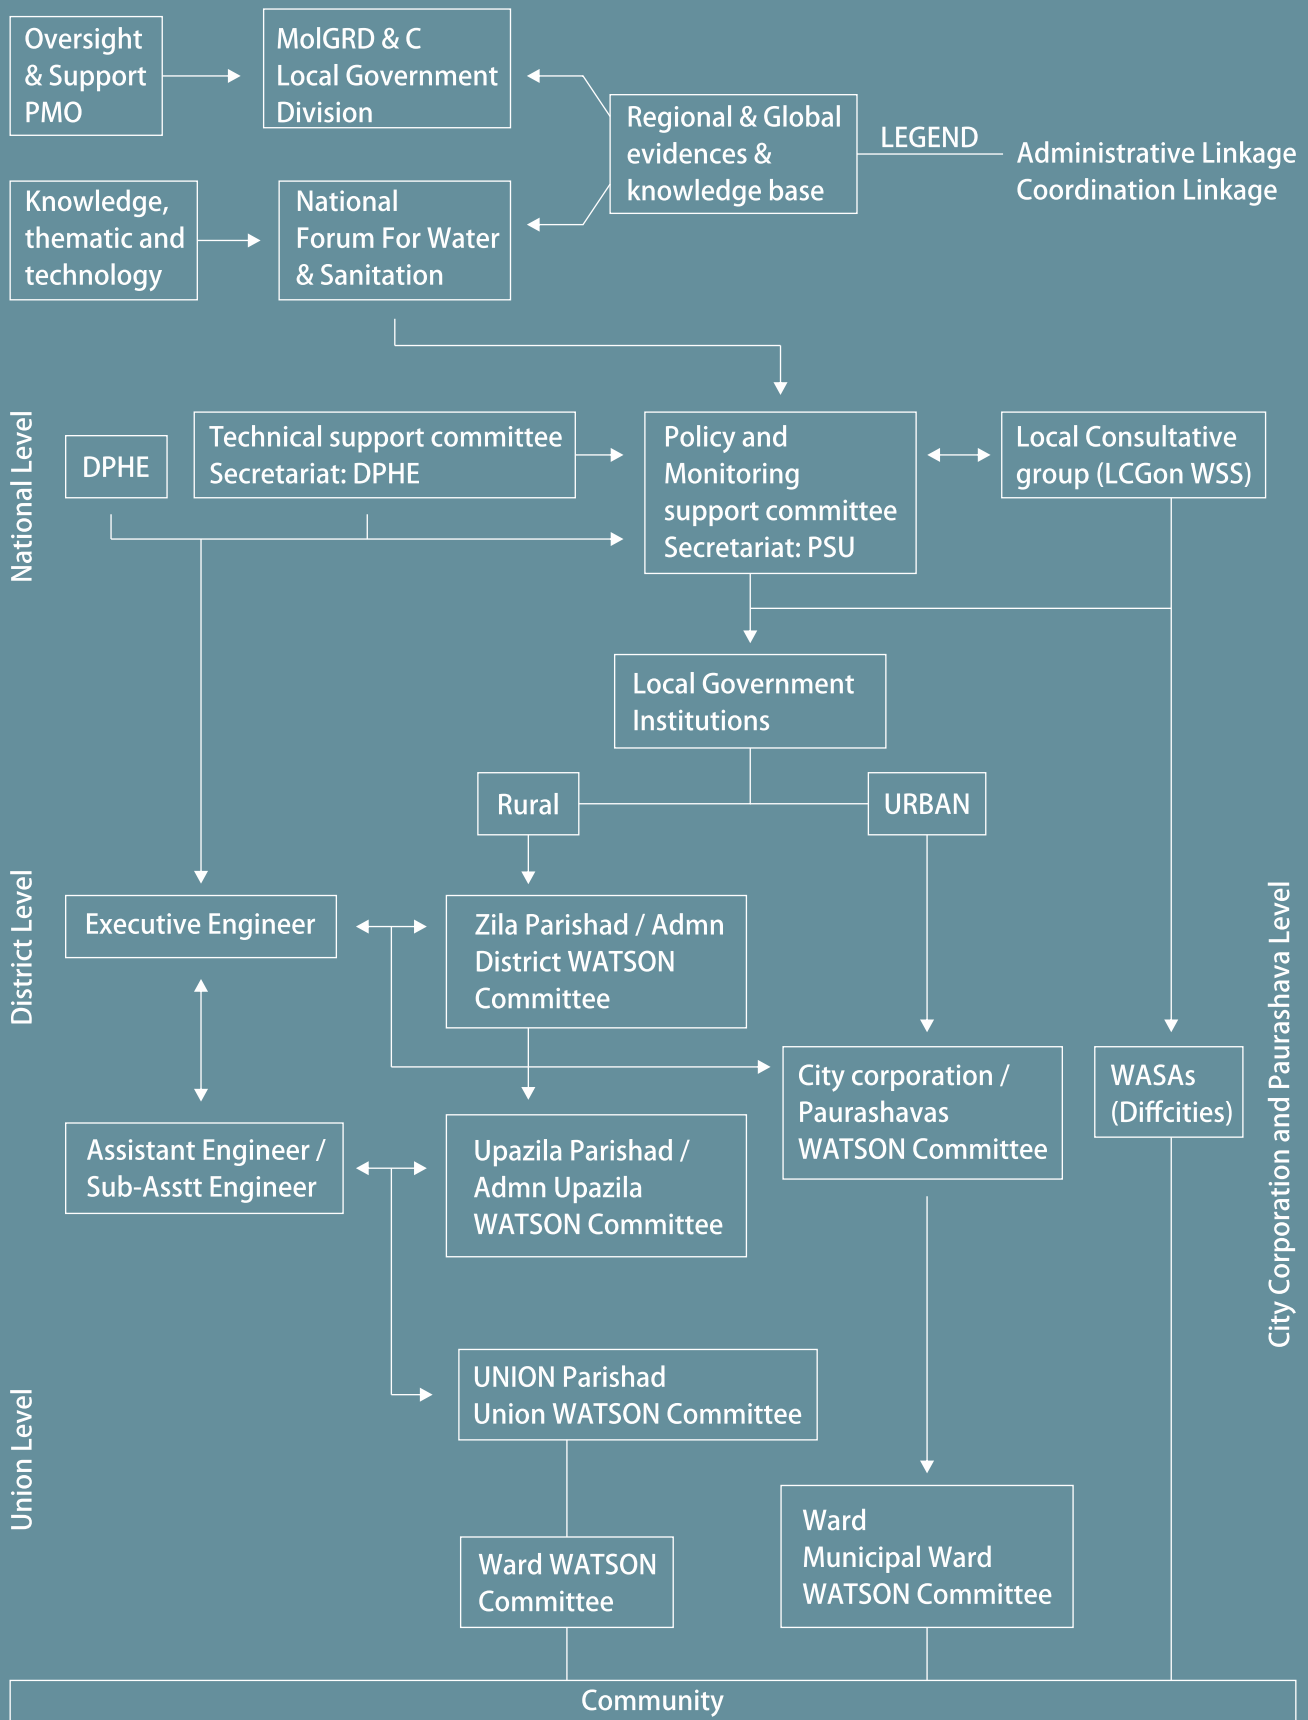 Oversight
& Support
PMO
MolGRD & C
Local Government
Division
Regional & Global
evidences &
knowledge base
LEGEND
Administrative Linkage
Coordination Linkage
Knowledge,
thematic and
technology
National
Forum For Water
& Sanitation
National Level
DPHE
Technical support committee
Secretariat: DPHE
Policy and
Monitoring
support committee
Secretariat: PSU
Local Consultative
group (LCGon WSS)
Local Government
Institutions
Rural
URBAN
District Level
Executive Engineer
Zila Parishad / Admn
District WATSON
Committee
City Corporation and Paurashava Level
City corporation /
Paurashavas
WATSON Committee
WASAs
(Diffcities)
Assistant Engineer /
Sub-Asstt Engineer
Upazila Parishad /
Admn Upazila
WATSON Committee
Union Level
UNION Parishad
Union WATSON Committee
Ward WATSON
Committee
Ward
Municipal Ward
WATSON Committee
Community